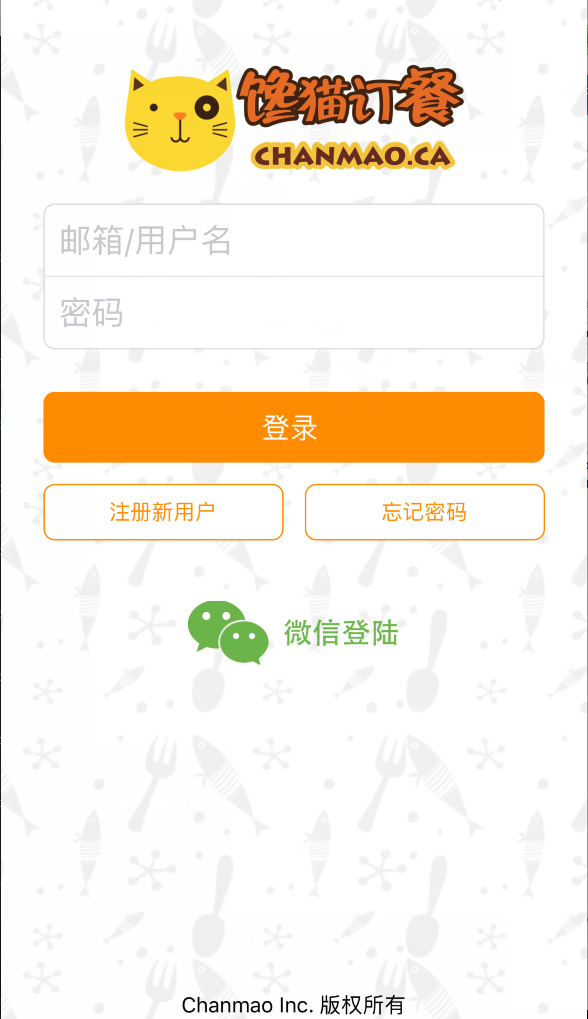 馋猫订餐
CHANMAO.CA
邮箱/用户名
密码
登录
注册新用户
忘记密码
微信登陆
Chanmao Inc. 版权所有